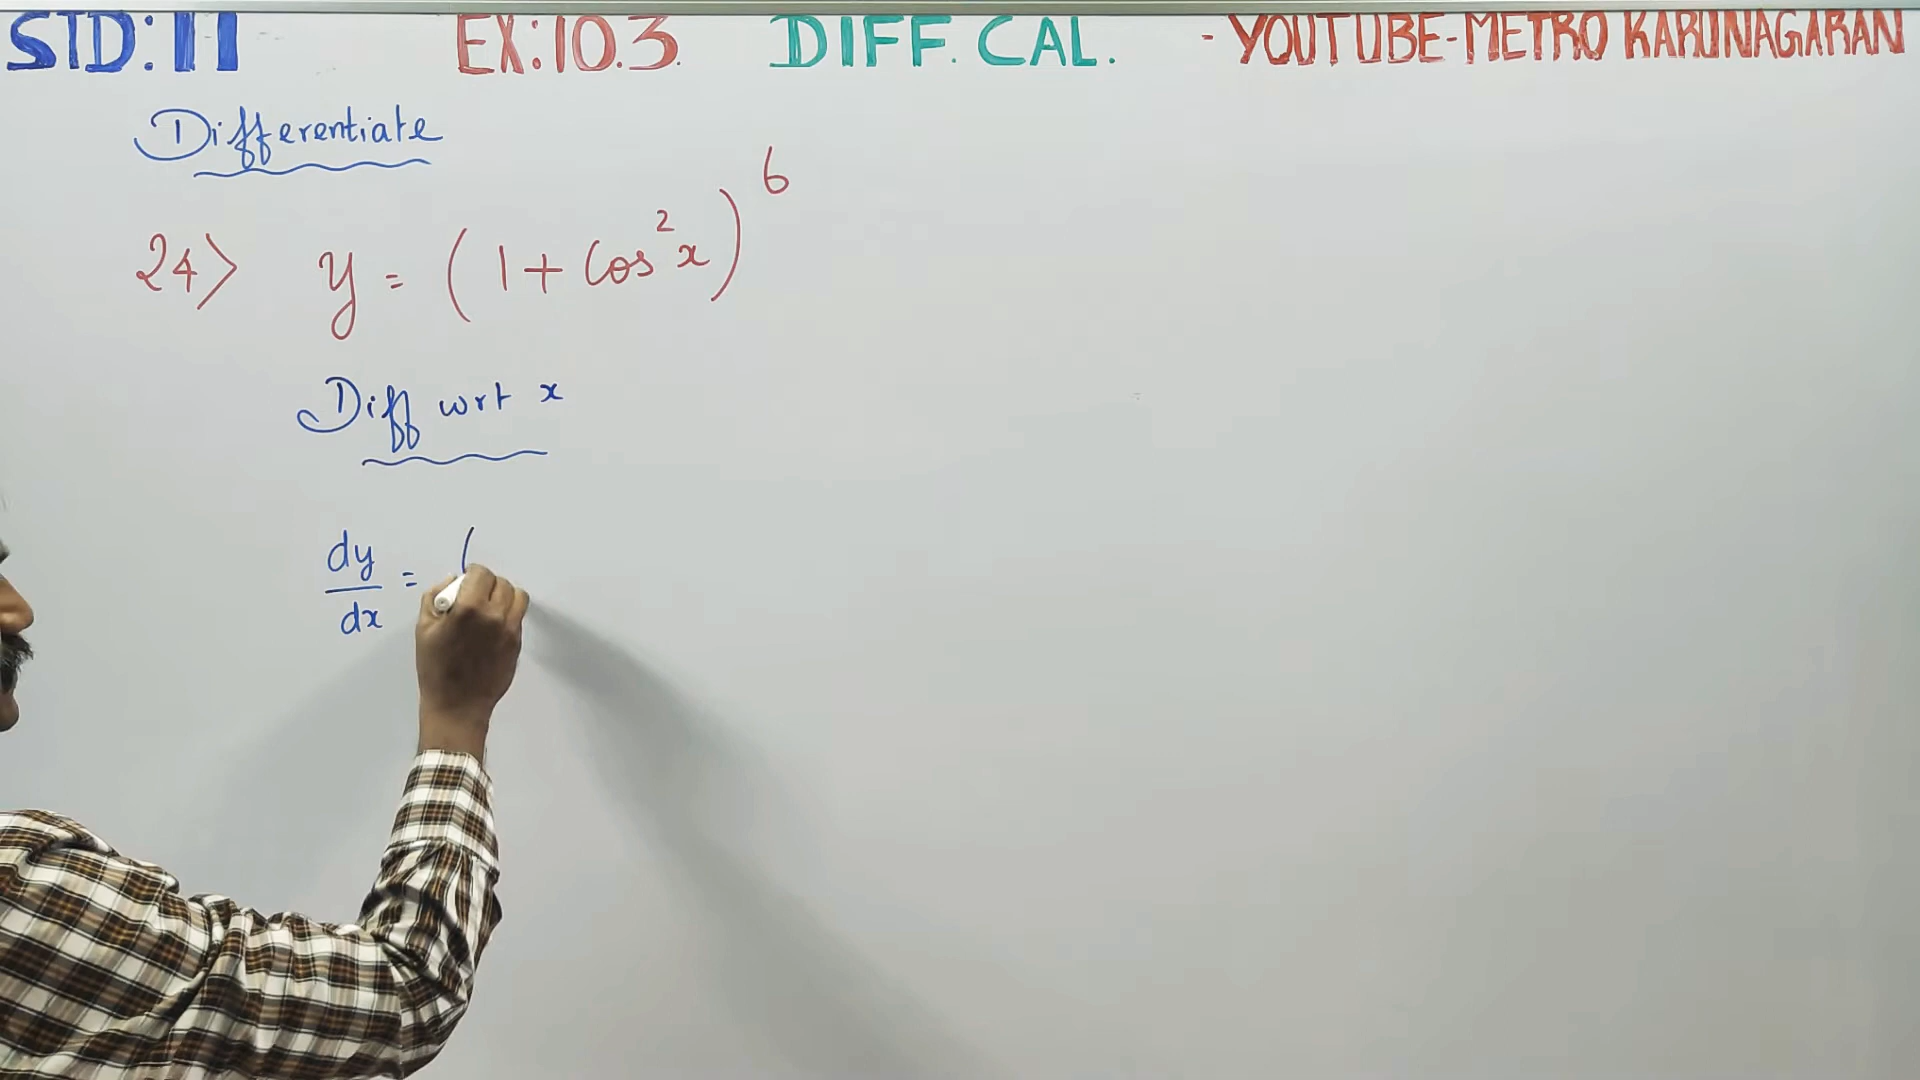 STD:11 EX:10.3. DIFF. CAL. - YOUTUBE-METRO KARUNAGARAN
Differentiate
24> y = (1 + Cos²x)⁶
Diff wrt x
dy/dx = (